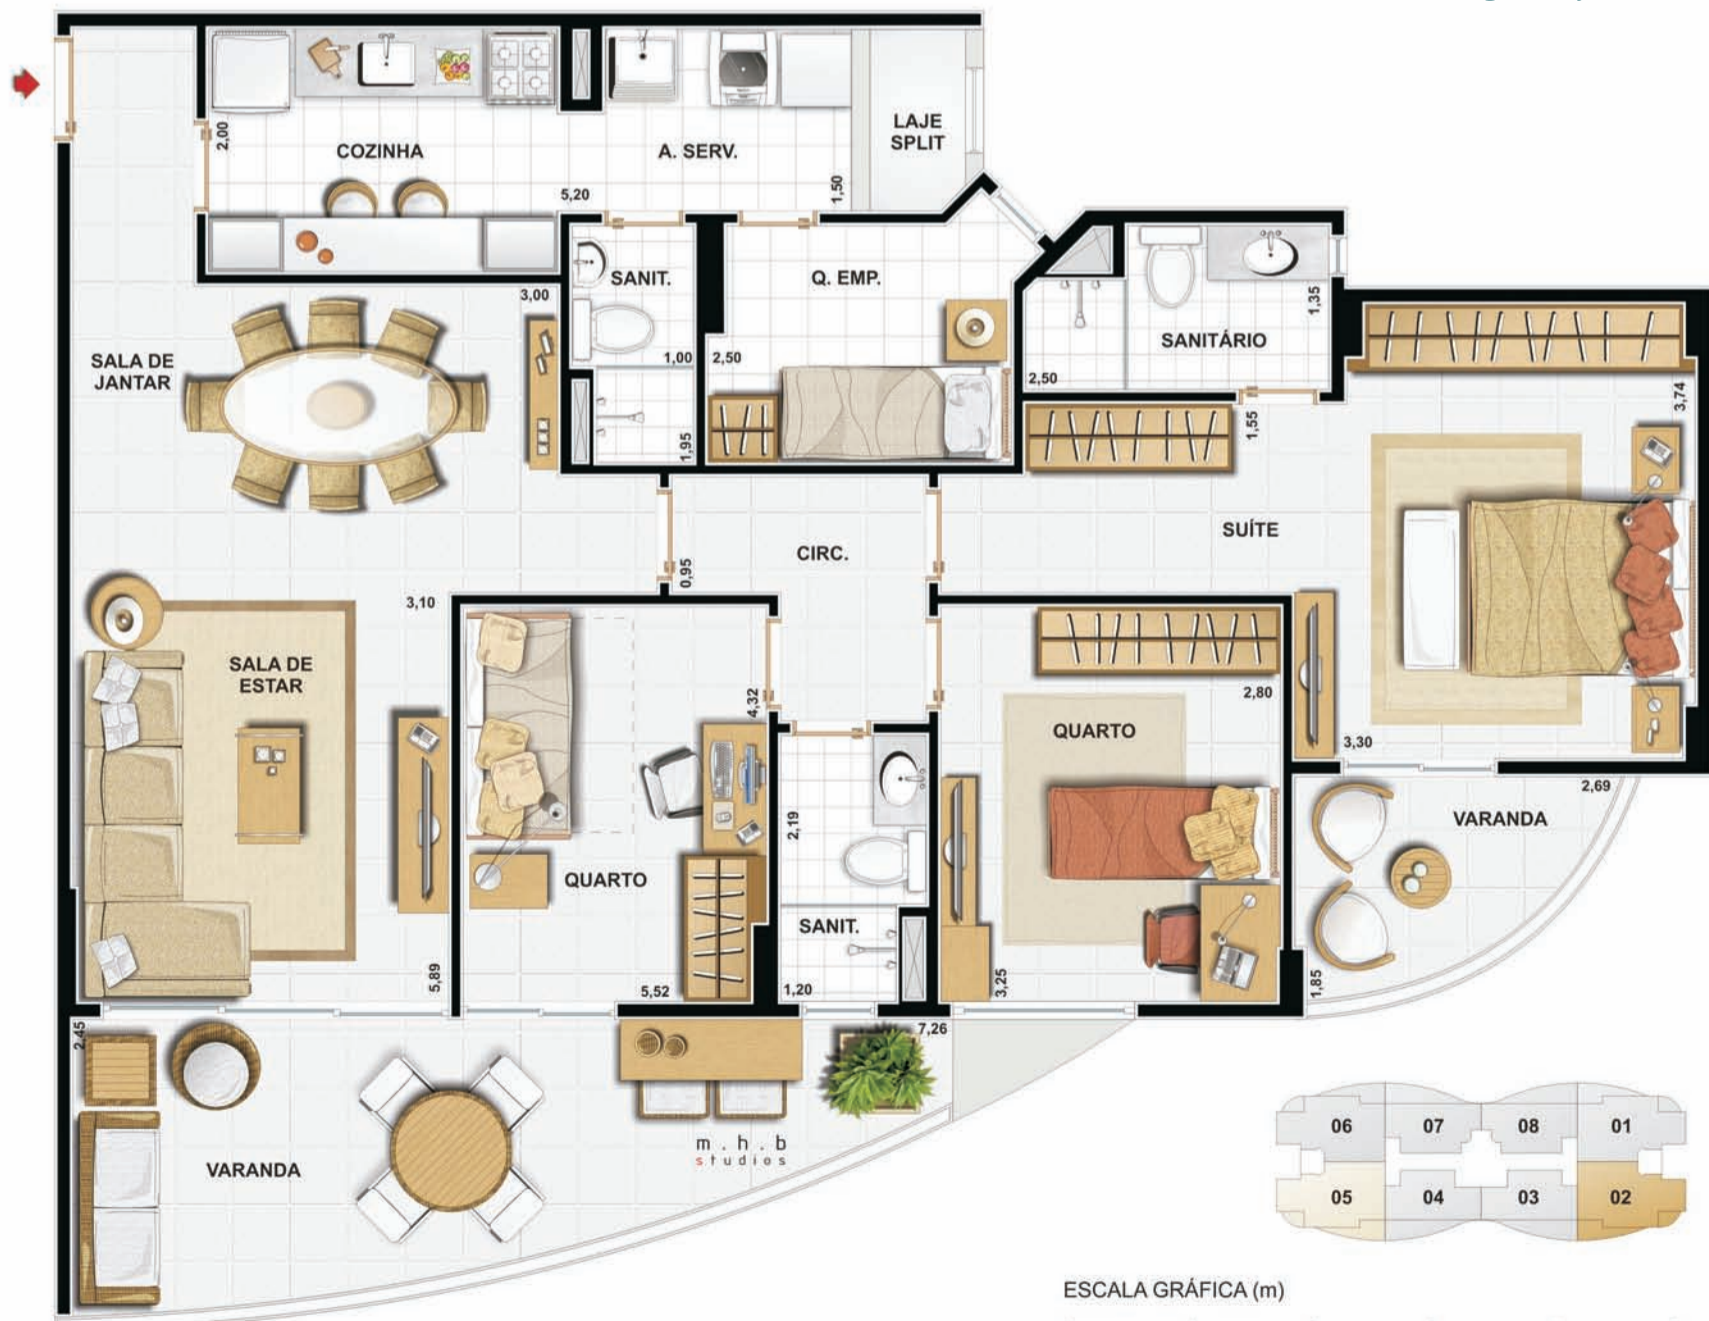 COZINHA
2,00
5,20
A. SERV.
1,50
LAJE
SPLIT
SANIT.
1,00
1,95
Q. EMP.
2,50
SANITÁRIO
1,35
2,50
1,55
3,74
3,00
SALA DE
JANTAR
SUÍTE
CIRC.
0,95
3,10
SALA DE
ESTAR
4,32
2,80
QUARTO
3,30
2,69
VARANDA
2,19
QUARTO
SANIT.
5,89
5,52
1,20
3,25
1,85
2,45
7,26
m . h . b
studios
VARANDA
06
07
08
01
05
04
03
02
ESCALA GRÁFICA (m)